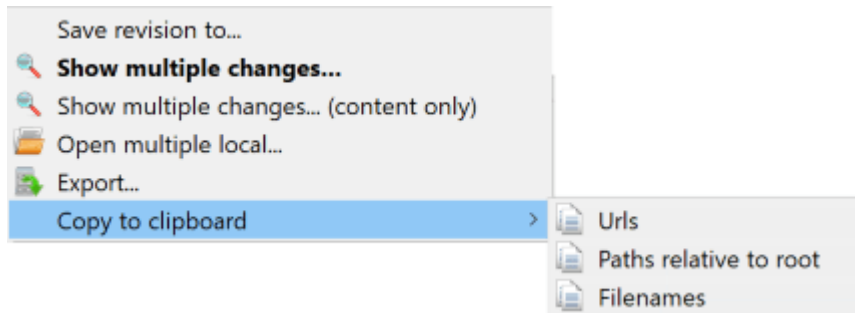 Save revision to...
Show multiple changes...
Show multiple changes... (content only)
Open multiple local...
Export...
Copy to clipboard
Urls
Paths relative to root
Filenames